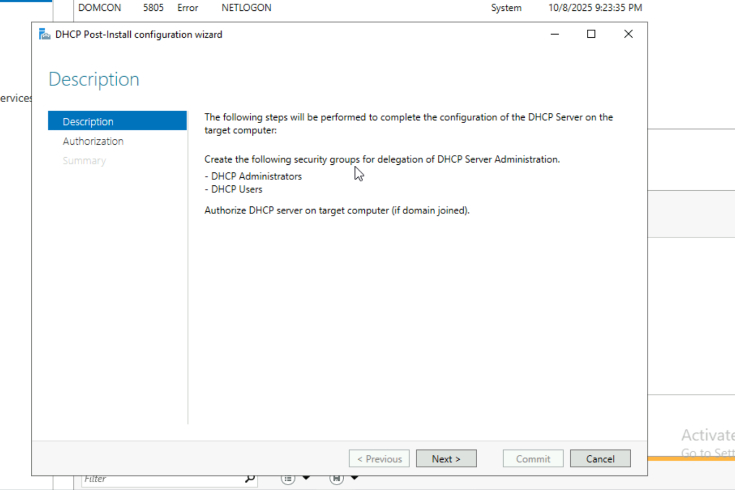 DOMCON 5805 Error NETLOGON System 10/8/2025 9:23:35 PM
DHCP Post-Install configuration wizard
Description
ervices
Description
Authorization
Summary
The following steps will be performed to complete the configuration of the DHCP Server on the
target computer:
Create the following security groups for delegation of DHCP Server Administration.
- DHCP Administrators
- DHCP Users
Authorize DHCP server on target computer (if domain joined).
Activate
Go to Sett
< Previous Next > Commit Cancel
Filter